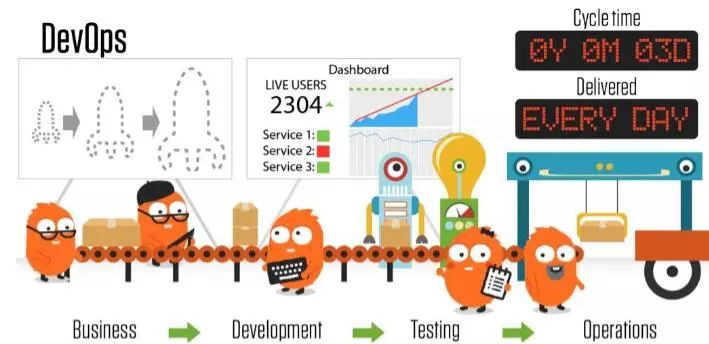 DevOps
Cycle time
0Y 0M 03D
Delivered
EVERY DAY
Dashboard
LIVE USERS
2304
Service 1:
Service 2:
Service 3:
Business
Development
Testing
Operations